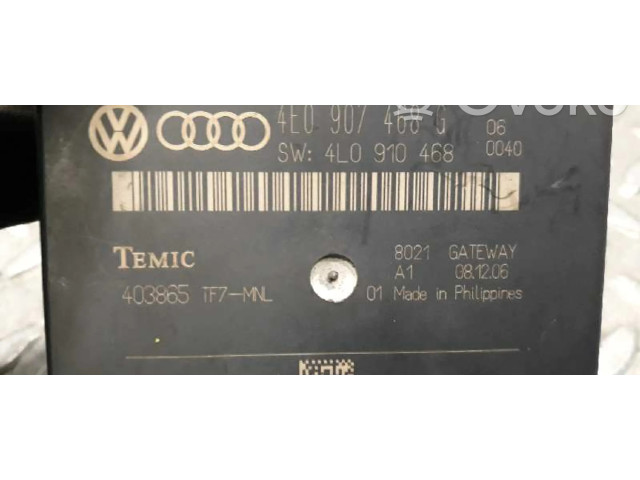 4E0 907 468
06
SW: 4L0 910 468
0040
TEMIC
8021 GATEWAY
A1 08.12.06
403865 TF7-MNL
01 Made in Philippines